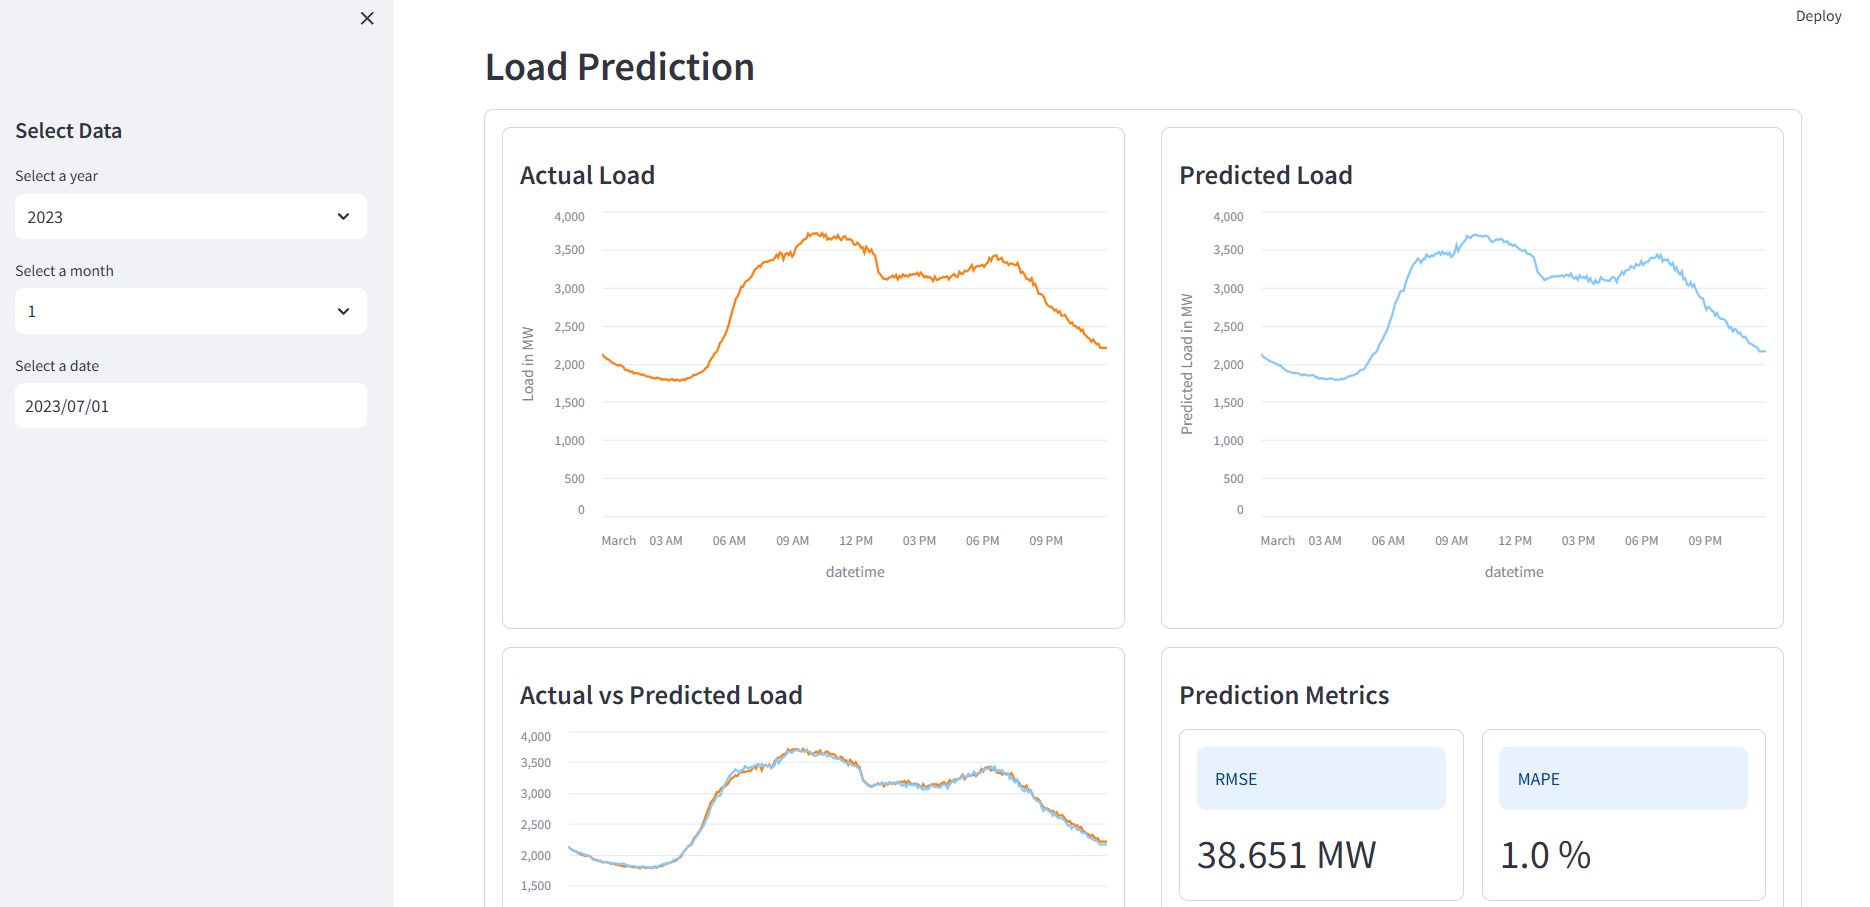 Deploy
Select Data
Select a year
2023
Select a month
1
Select a date
2023/07/01
Load Prediction
Actual Load
4,000
3,500
3,000
2,500
2,000
1,500
1,000
500
0
Load in MW
March 03 AM 06 AM 09 AM 12 PM 03 PM 06 PM 09 PM
datetime
Predicted Load
4,000
3,500
3,000
2,500
2,000
1,500
1,000
500
0
Predicted Load in MW
March 03 AM 06 AM 09 AM 12 PM 03 PM 06 PM 09 PM
datetime
Actual vs Predicted Load
4,000
3,500
3,000
2,500
2,000
1,500
Prediction Metrics
RMSE
38.651 MW
MAPE
1.0 %